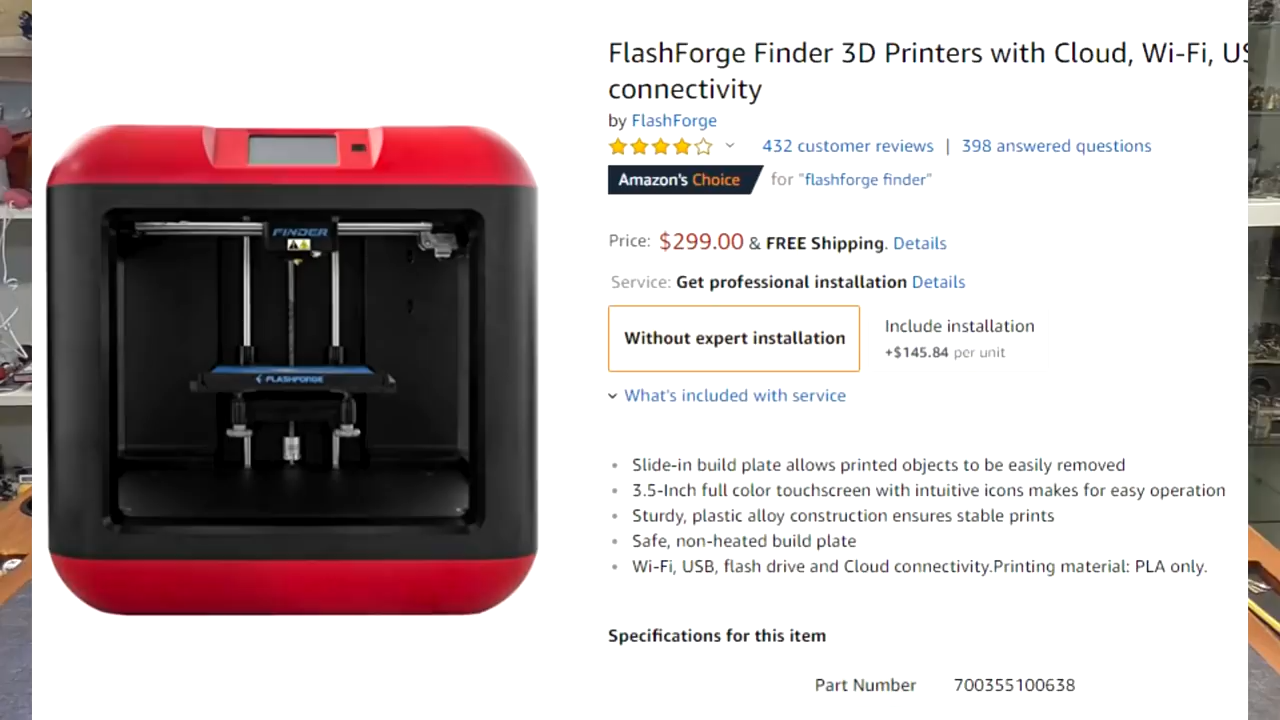 FlashForge Finder 3D Printers with Cloud, Wi-Fi, US
connectivity
by FlashForge
432 customer reviews | 398 answered questions
Amazon's Choice for "flashforge finder"
Price: $299.00 & FREE Shipping. Details
Service: Get professional installation Details
Without expert installation
Include installation
+$145.84 per unit
What's included with service
Slide-in build plate allows printed objects to be easily removed
3.5-Inch full color touchscreen with intuitive icons makes for easy operation
Sturdy, plastic alloy construction ensures stable prints
Safe, non-heated build plate
Wi-Fi, USB, flash drive and Cloud connectivity.Printing material: PLA only.
Specifications for this item
Part Number 700355100638
FINDER
FLASHFORGE